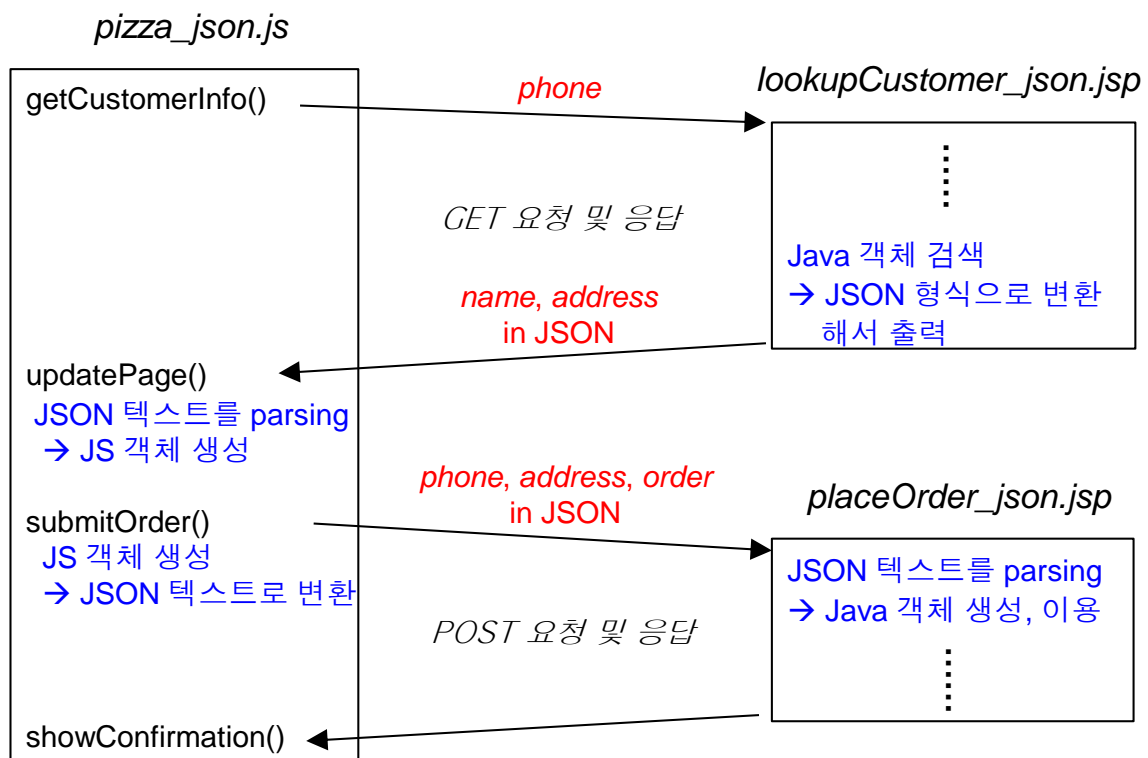 pizza_json.js
getCustomerInfo()
phone
lookupCustomer_json.jsp
GET 요청 및 응답
Java 객체 검색
→ JSON 형식으로 변환
해서 출력
name, address
in JSON
updatePage()
JSON 텍스트를 parsing
→ JS 객체 생성
phone, address, order
in JSON
submitOrder()
JS 객체 생성
→ JSON 텍스트로 변환
placeOrder_json.jsp
JSON 텍스트를 parsing
→ Java 객체 생성, 이용
POST 요청 및 응답
showConfirmation()